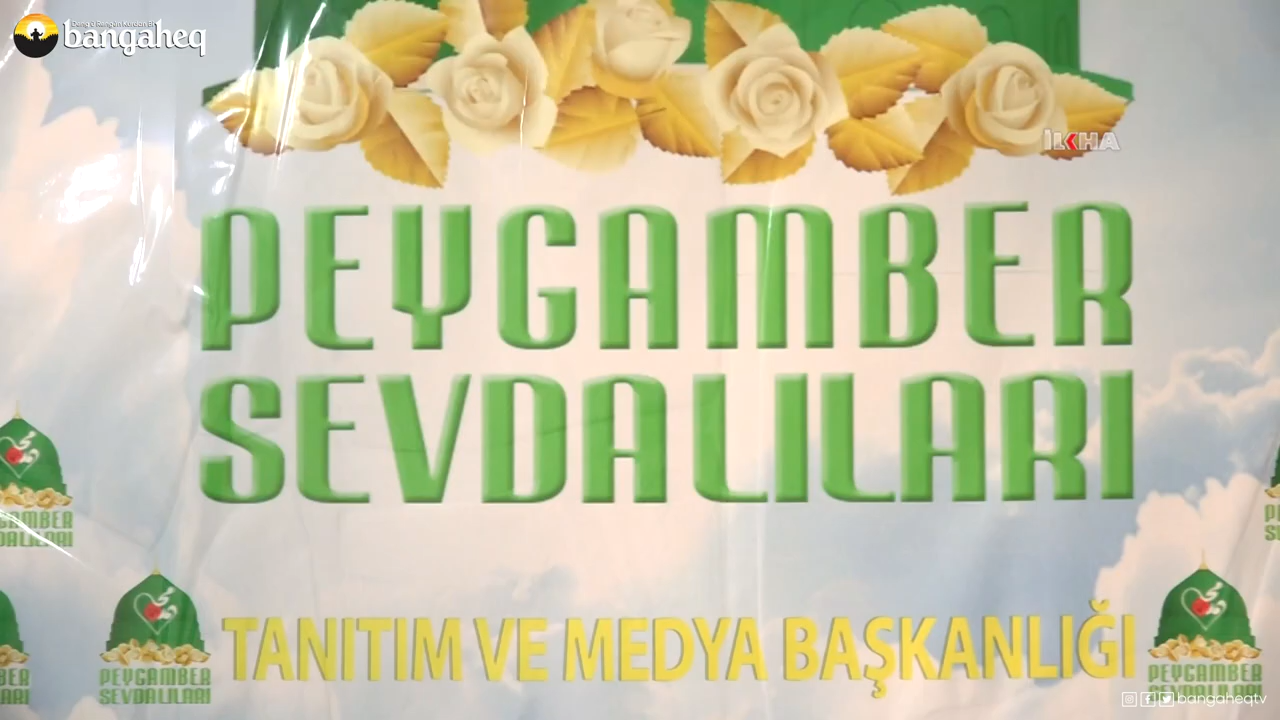 bangaheq
İLKHA
PEYGAMBER
SEVDALILARI
TANITIM VE MEDYA BAŞKANLIĞI
PEYGAMBER
SEVDALILARI
PEYGAMBER
SEVDALILARI
bangaheqtv